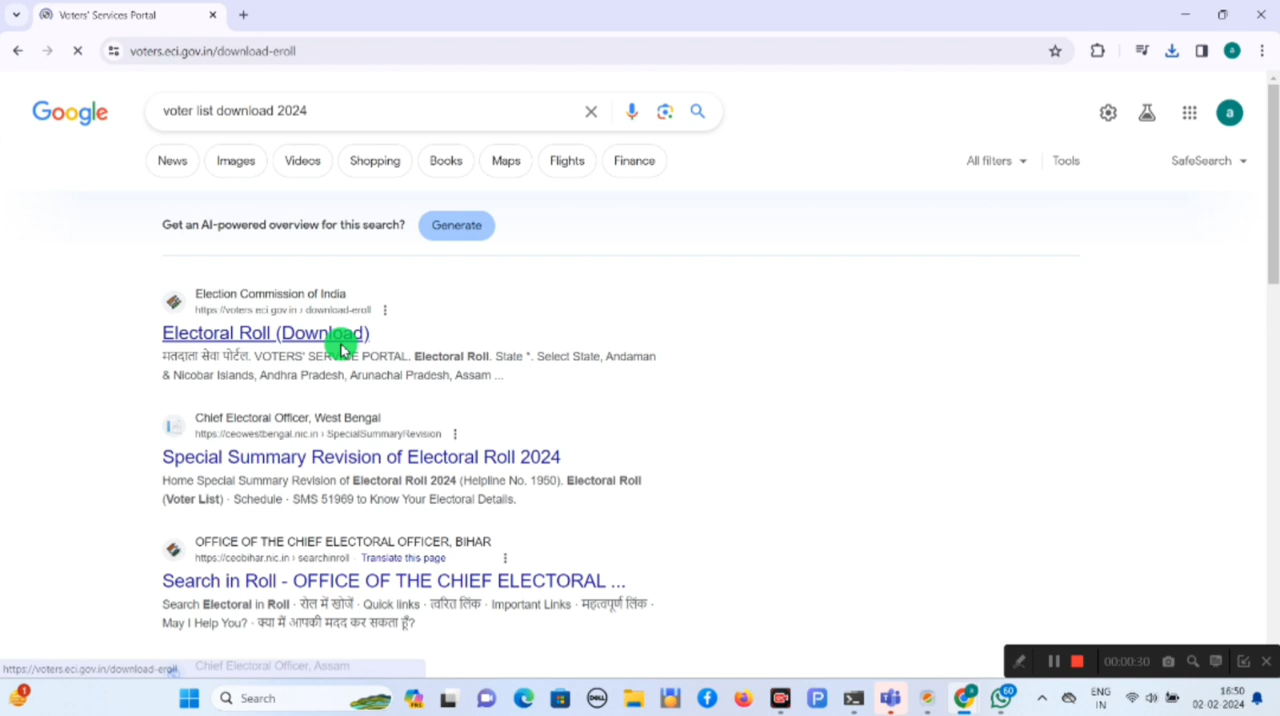 Voters' Services Portal
voters.eci.gov.in/download-eroll
Google
voter list download 2024
a
a
News
Images
Videos
Shopping
Books
Maps
Flights
Finance
All filters
Tools
SafeSearch
Get an AI-powered overview for this search?
Generate
Election Commission of India
https://voters.eci.gov.in › download-eroll
Electoral Roll (Download)
मतदाता सेवा पोर्टल. VOTERS' SERVICE PORTAL. Electoral Roll. State *. Select State, Andaman
& Nicobar Islands, Andhra Pradesh, Arunachal Pradesh, Assam ...
Chief Electoral Officer, West Bengal
https://ceowestbengal.nic.in › SpecialSummaryRevision
Special Summary Revision of Electoral Roll 2024
Home Special Summary Revision of Electoral Roll 2024 (Helpline No. 1950). Electoral Roll
(Voter List) · Schedule · SMS 51969 to Know Your Electoral Details.
OFFICE OF THE CHIEF ELECTORAL OFFICER, BIHAR
https://ceobihar.nic.in › searchinroll · Translate this page
Search in Roll - OFFICE OF THE CHIEF ELECTORAL ...
Search Electoral in Roll · रोल में खोजें · Quick links · त्वरित लिंक · Important Links · महत्वपूर्ण लिंक ·
May I Help You? · क्या मैं आपकी मदद कर सकता हूँ?
Chief Electoral Officer, Assam
https://voters.eci.gov.in/download-eroll
00:00:30
1
Search
60
ENG
IN
16:50
02-02-2024